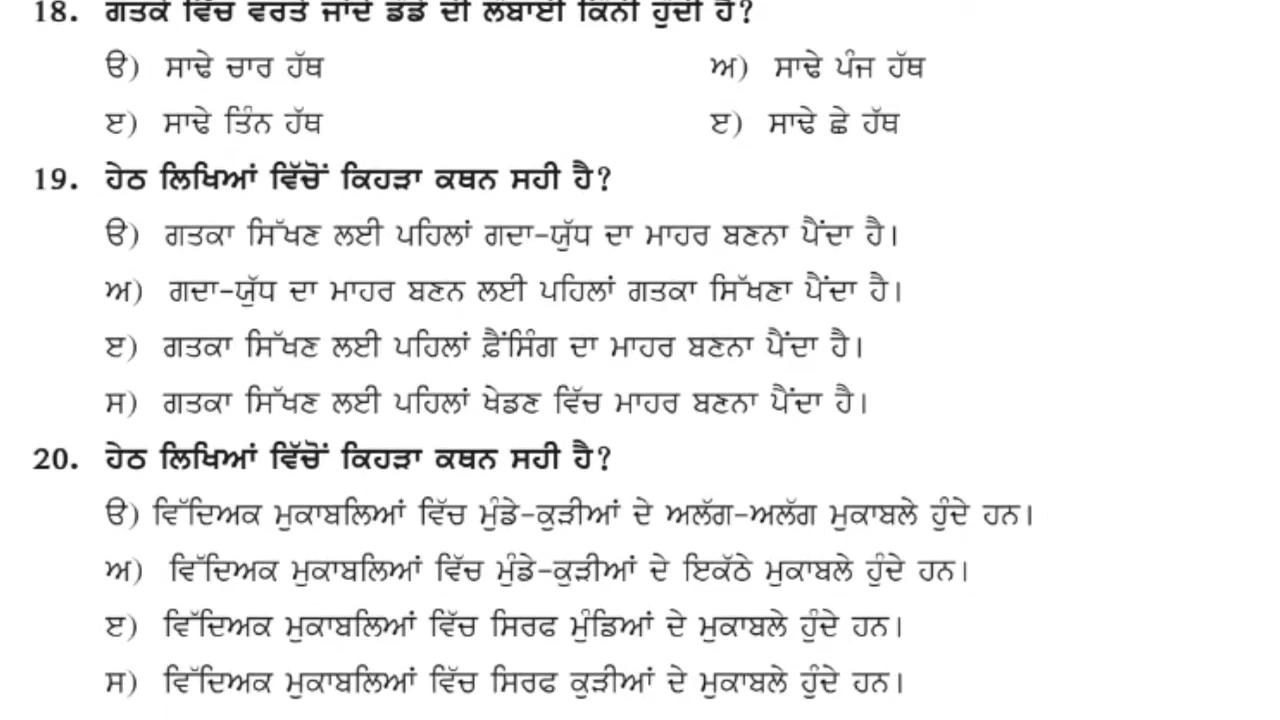 18. ਗਤਕੇ ਵਿੱਚ ਵਰਤੇ ਜਾਂਦੇ ਡੰਡੇ ਦੀ ਲੰਬਾਈ ਕਿੰਨੀ ਹੁੰਦੀ ਹੈ?
ੳ) ਸਾਢੇ ਚਾਰ ਹੱਥ ਅ) ਸਾਢੇ ਪੰਜ ਹੱਥ
ੲ) ਸਾਢੇ ਤਿੰਨ ਹੱਥ ੲ) ਸਾਢੇ ਛੇ ਹੱਥ
19. ਹੇਠ ਲਿਖਿਆਂ ਵਿੱਚੋਂ ਕਿਹੜਾ ਕਥਨ ਸਹੀ ਹੈ?
ੳ) ਗਤਕਾ ਸਿੱਖਣ ਲਈ ਪਹਿਲਾਂ ਗਦਾ-ਯੁੱਧ ਦਾ ਮਾਹਰ ਬਣਨਾ ਪੈਂਦਾ ਹੈ।
ਅ) ਗਦਾ-ਯੁੱਧ ਦਾ ਮਾਹਰ ਬਣਨ ਲਈ ਪਹਿਲਾਂ ਗਤਕਾ ਸਿੱਖਣਾ ਪੈਂਦਾ ਹੈ।
ੲ) ਗਤਕਾ ਸਿੱਖਣ ਲਈ ਪਹਿਲਾਂ ਫ਼ੈਂਸਿੰਗ ਦਾ ਮਾਹਰ ਬਣਨਾ ਪੈਂਦਾ ਹੈ।
ਸ) ਗਤਕਾ ਸਿੱਖਣ ਲਈ ਪਹਿਲਾਂ ਖੇਡਣ ਵਿੱਚ ਮਾਹਰ ਬਣਨਾ ਪੈਂਦਾ ਹੈ।
20. ਹੇਠ ਲਿਖਿਆਂ ਵਿੱਚੋਂ ਕਿਹੜਾ ਕਥਨ ਸਹੀ ਹੈ?
ੳ) ਵਿੱਦਿਅਕ ਮੁਕਾਬਲਿਆਂ ਵਿੱਚ ਮੁੰਡੇ-ਕੁੜੀਆਂ ਦੇ ਅਲੱਗ-ਅਲੱਗ ਮੁਕਾਬਲੇ ਹੁੰਦੇ ਹਨ।
ਅ) ਵਿੱਦਿਅਕ ਮੁਕਾਬਲਿਆਂ ਵਿੱਚ ਮੁੰਡੇ-ਕੁੜੀਆਂ ਦੇ ਇਕੱਠੇ ਮੁਕਾਬਲੇ ਹੁੰਦੇ ਹਨ।
ੲ) ਵਿੱਦਿਅਕ ਮੁਕਾਬਲਿਆਂ ਵਿੱਚ ਸਿਰਫ ਮੁੰਡਿਆਂ ਦੇ ਮੁਕਾਬਲੇ ਹੁੰਦੇ ਹਨ।
ਸ) ਵਿੱਦਿਅਕ ਮੁਕਾਬਲਿਆਂ ਵਿੱਚ ਸਿਰਫ ਕੁੜੀਆਂ ਦੇ ਮੁਕਾਬਲੇ ਹੁੰਦੇ ਹਨ।